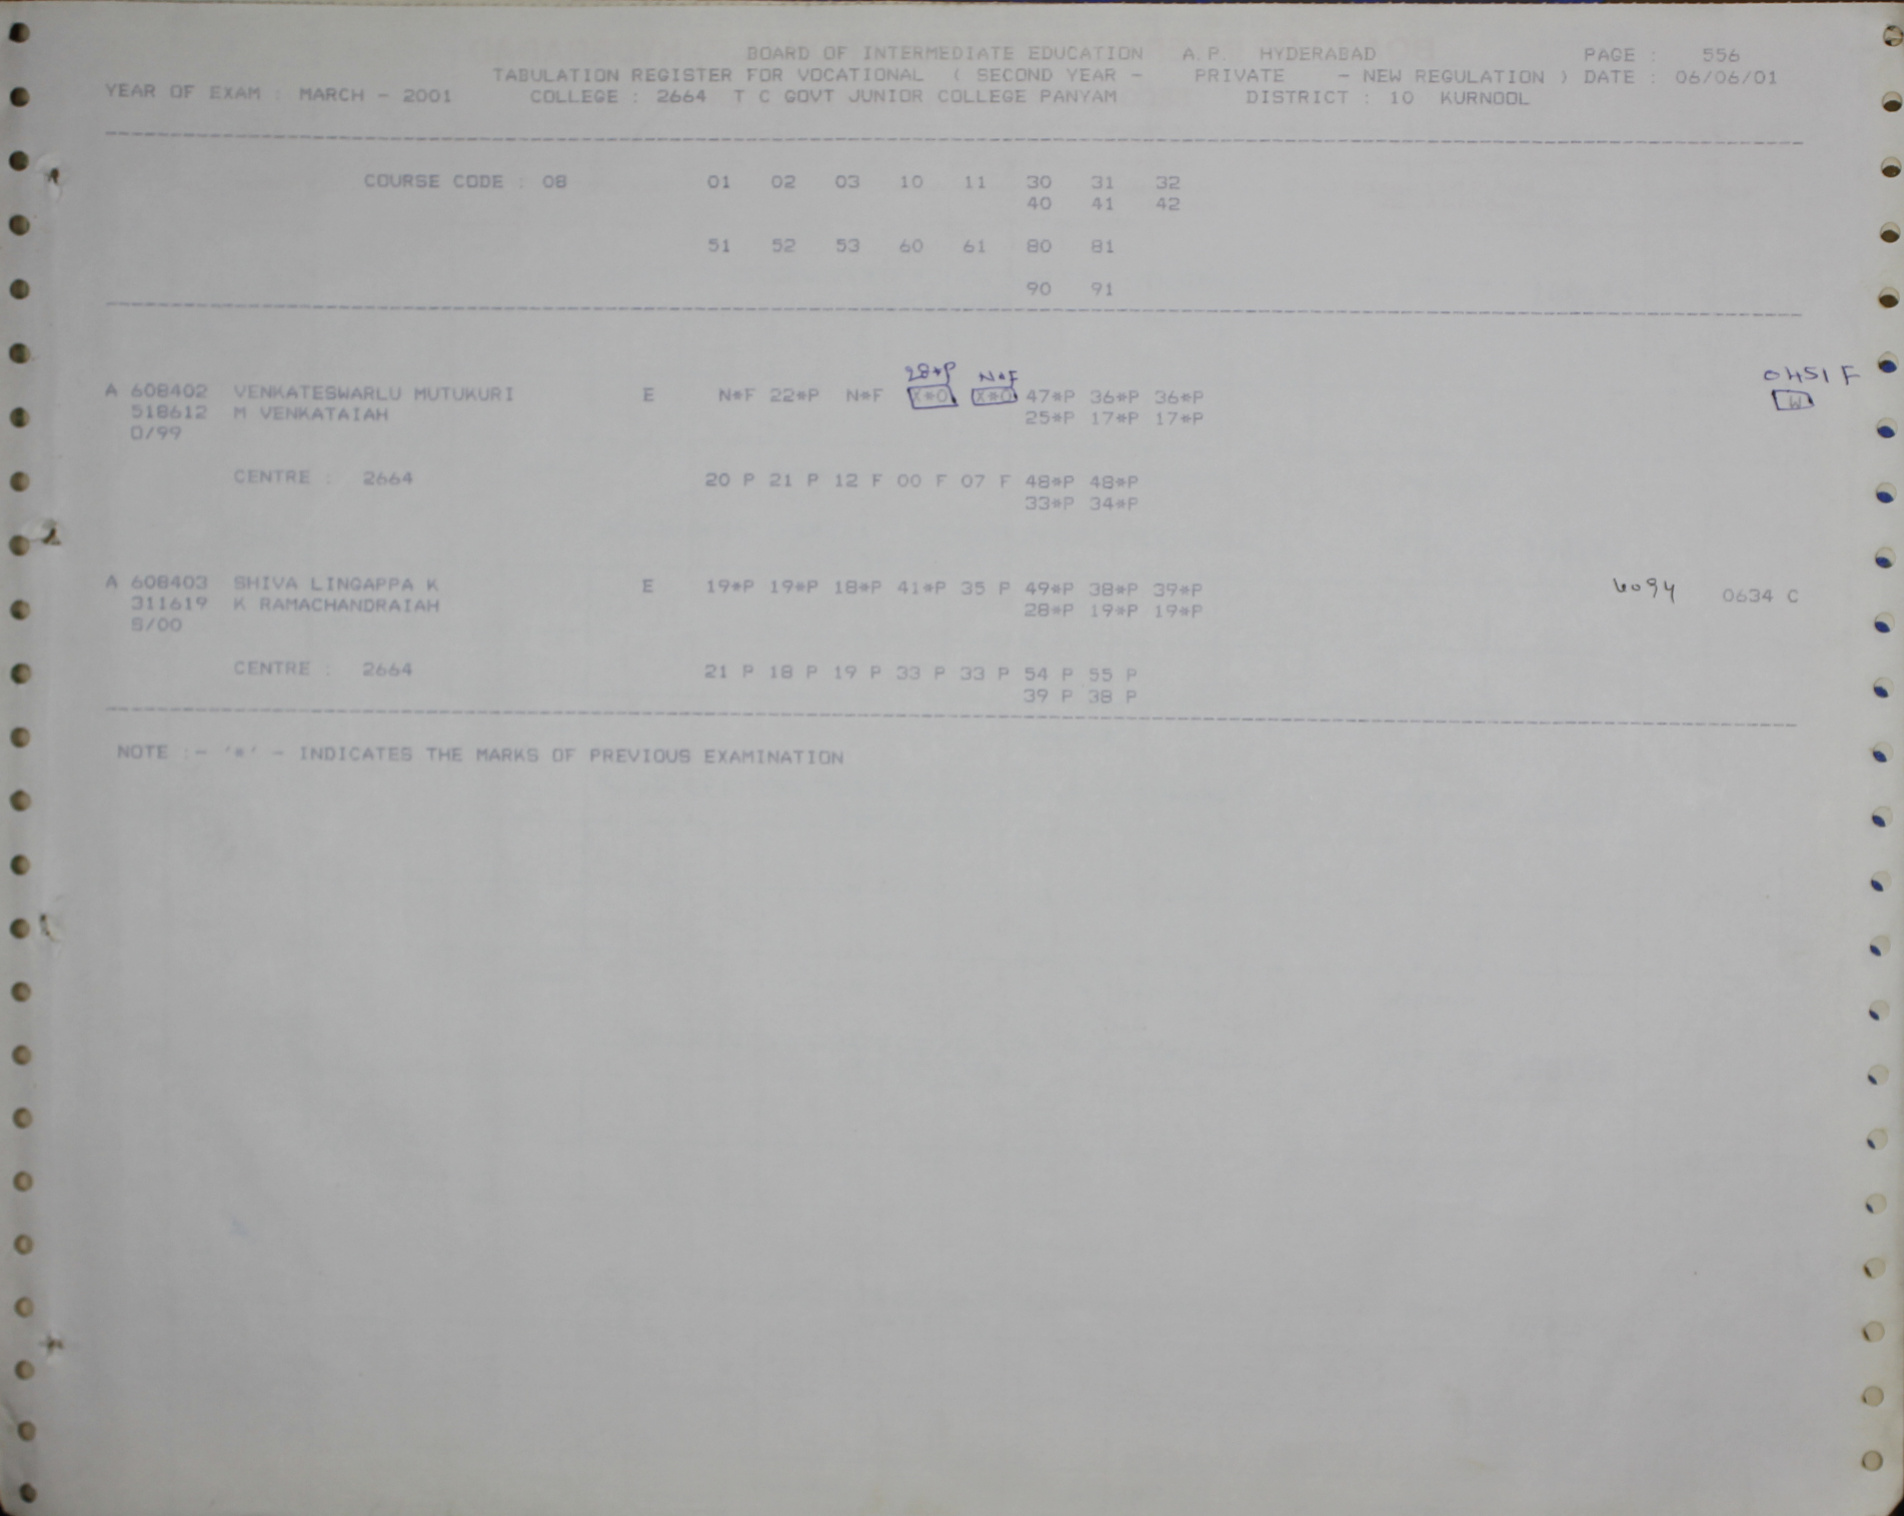 BOARD OF INTERMEDIATE EDUCATION A.P. HYDERABAD PAGE : 556
TABULATION REGISTER FOR VOCATIONAL ( SECOND YEAR - PRIVATE - NEW REGULATION ) DATE : 06/06/01
YEAR OF EXAM : MARCH - 2001 COLLEGE : 2664 T C GOVT JUNIOR COLLEGE PANYAM DISTRICT : 10 KURNOOL
COURSE CODE : 08 01 02 03 10 11 30 31 32
40 41 42
51 52 53 60 61 80 81
90 91
28*P N*F 0451 F
A 608402 VENKATESWARLU MUTUKURI E N*F 22*P N*F X*O X*O 47*P 36*P 36*P W
518612 M VENKATAIAH 25*P 17*P 17*P
O/99
CENTRE : 2664 20 P 21 P 12 F 00 F 07 F 48*P 48*P
33*P 34*P
A 608403 SHIVA LINGAPPA K E 19*P 19*P 18*P 41*P 35 P 49*P 38*P 39*P 6094 0634 C
311619 K RAMACHANDRAIAH 28*P 19*P 19*P
S/00
CENTRE : 2664 21 P 18 P 19 P 33 P 33 P 54 P 55 P
39 P 38 P
NOTE :- '*' - INDICATES THE MARKS OF PREVIOUS EXAMINATION